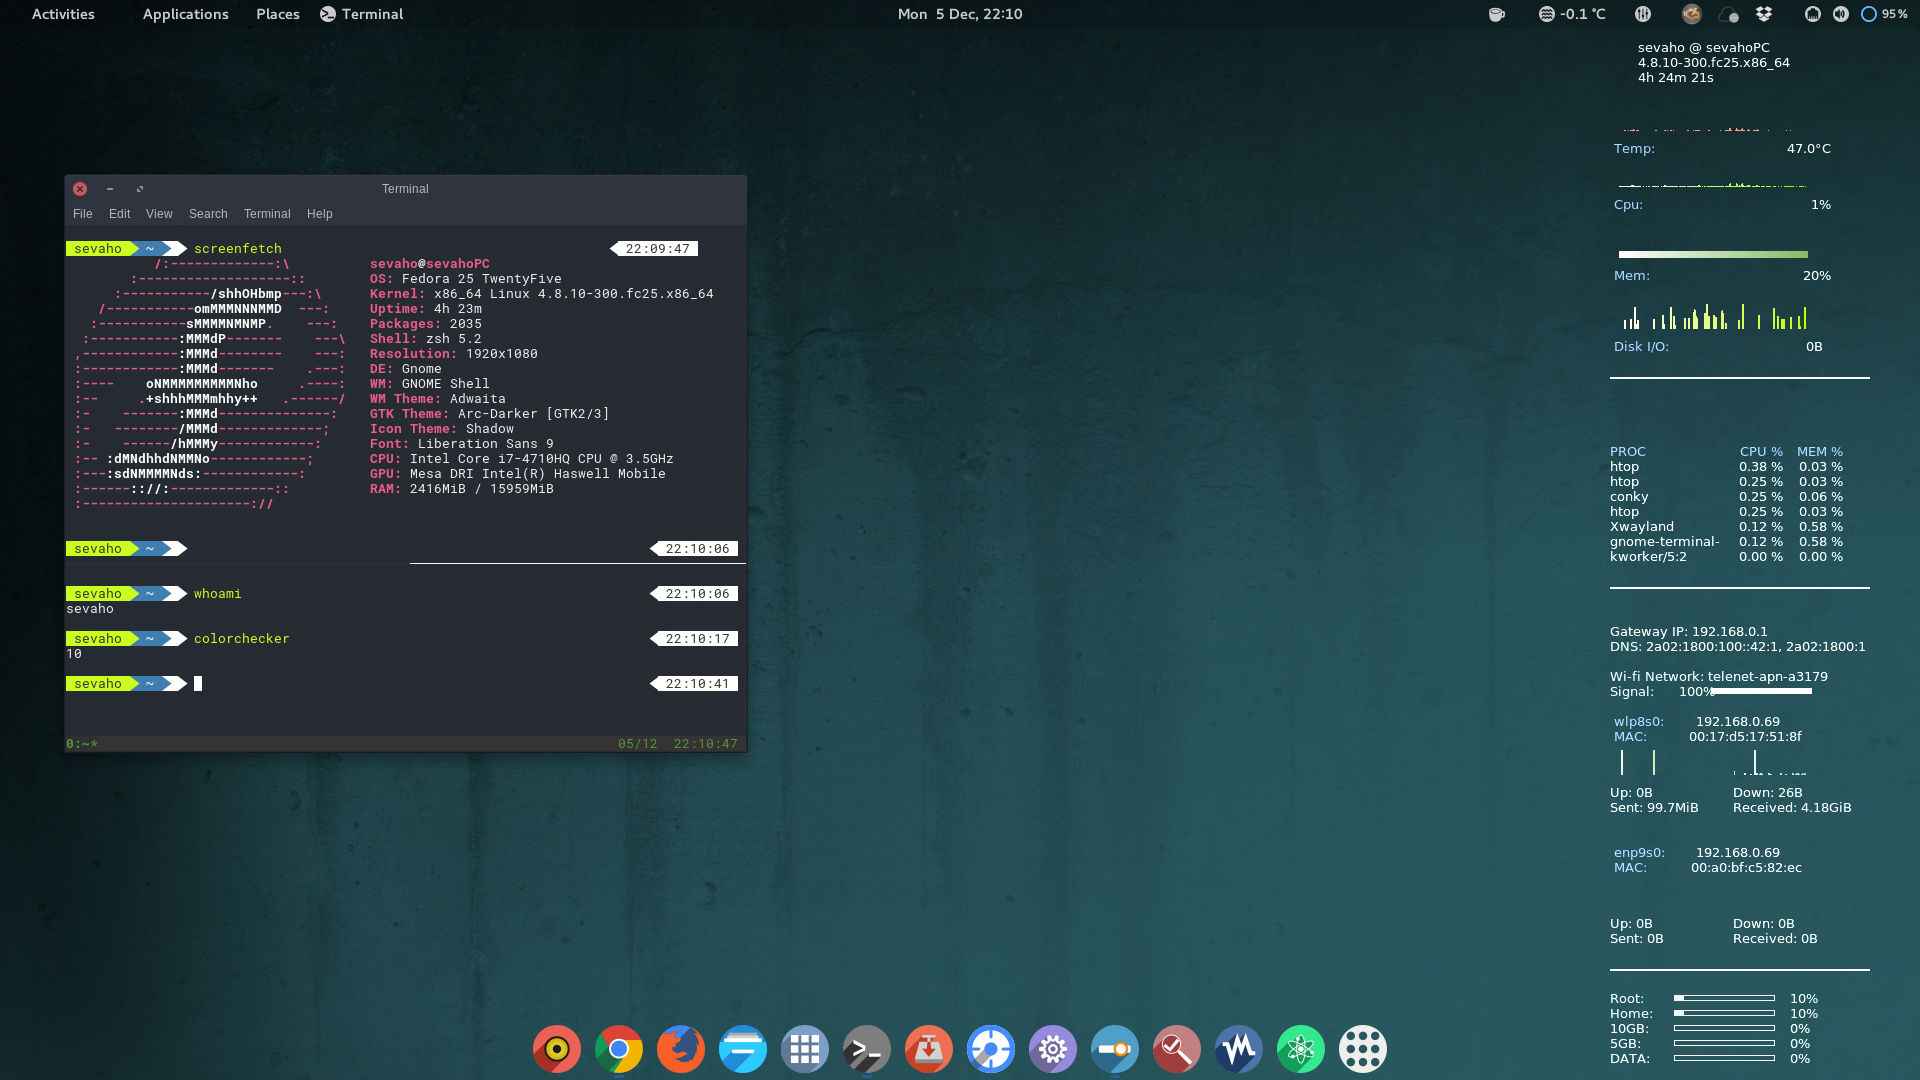 Activities Applications Places Terminal Mon 5 Dec, 22:10 -0.1 °C 95%
sevaho @ sevahoPC
4.8.10-300.fc25.x86_64
4h 24m 21s
Temp: 47.0°C
Cpu: 1%
Mem: 20%
Disk I/O: 0B
PROC CPU % MEM %
htop 0.38 % 0.03 %
htop 0.25 % 0.03 %
conky 0.25 % 0.06 %
htop 0.25 % 0.03 %
Xwayland 0.12 % 0.58 %
gnome-terminal- 0.12 % 0.58 %
kworker/5:2 0.00 % 0.00 %
Gateway IP: 192.168.0.1
DNS: 2a02:1800:100::42:1, 2a02:1800:1
Wi-fi Network: telenet-apn-a3179
Signal: 100%
wlp8s0: 192.168.0.69
MAC: 00:17:d5:17:51:8f
Up: 0B Down: 26B
Sent: 99.7MiB Received: 4.18GiB
enp9s0: 192.168.0.69
MAC: 00:a0:bf:c5:82:ec
Up: 0B Down: 0B
Sent: 0B Received: 0B
Root: 10%
Home: 10%
10GB: 0%
5GB: 0%
DATA: 0%
Terminal
File Edit View Search Terminal Help
sevaho ~ screenfetch 22:09:47
/:-------------:\ sevaho@sevahoPC
:-------------------:: OS: Fedora 25 TwentyFive
:-----------/shhOHbmp---:\ Kernel: x86_64 Linux 4.8.10-300.fc25.x86_64
/-----------omMMMNNNMMD ---: Uptime: 4h 23m
:-----------sMMMMNMNMP. ---: Packages: 2035
:-----------:MMMdP------- ---\ Shell: zsh 5.2
,------------:MMMd-------- ---: Resolution: 1920x1080
:------------:MMMd------- .---: DE: Gnome
:---- oNMMMMMMMMMNho .----: WM: GNOME Shell
:-- .+shhhMMMmhhy++ .------/ WM Theme: Adwaita
:- -------:MMMd--------------: GTK Theme: Arc-Darker [GTK2/3]
:- --------/MMMd-------------; Icon Theme: Shadow
:- ------/hMMMy------------: Font: Liberation Sans 9
:-- :dMNdhhdNMMNo------------; CPU: Intel Core i7-4710HQ CPU @ 3.5GHz
:---:sdNMMMMNds:------------: GPU: Mesa DRI Intel(R) Haswell Mobile
:------:://:-------------:: RAM: 2416MiB / 15959MiB
:---------------------://
sevaho ~ 22:10:06
sevaho ~ whoami 22:10:06
sevaho
sevaho ~ colorchecker 22:10:17
10
sevaho ~ 22:10:41
0:~* 05/12 22:10:47